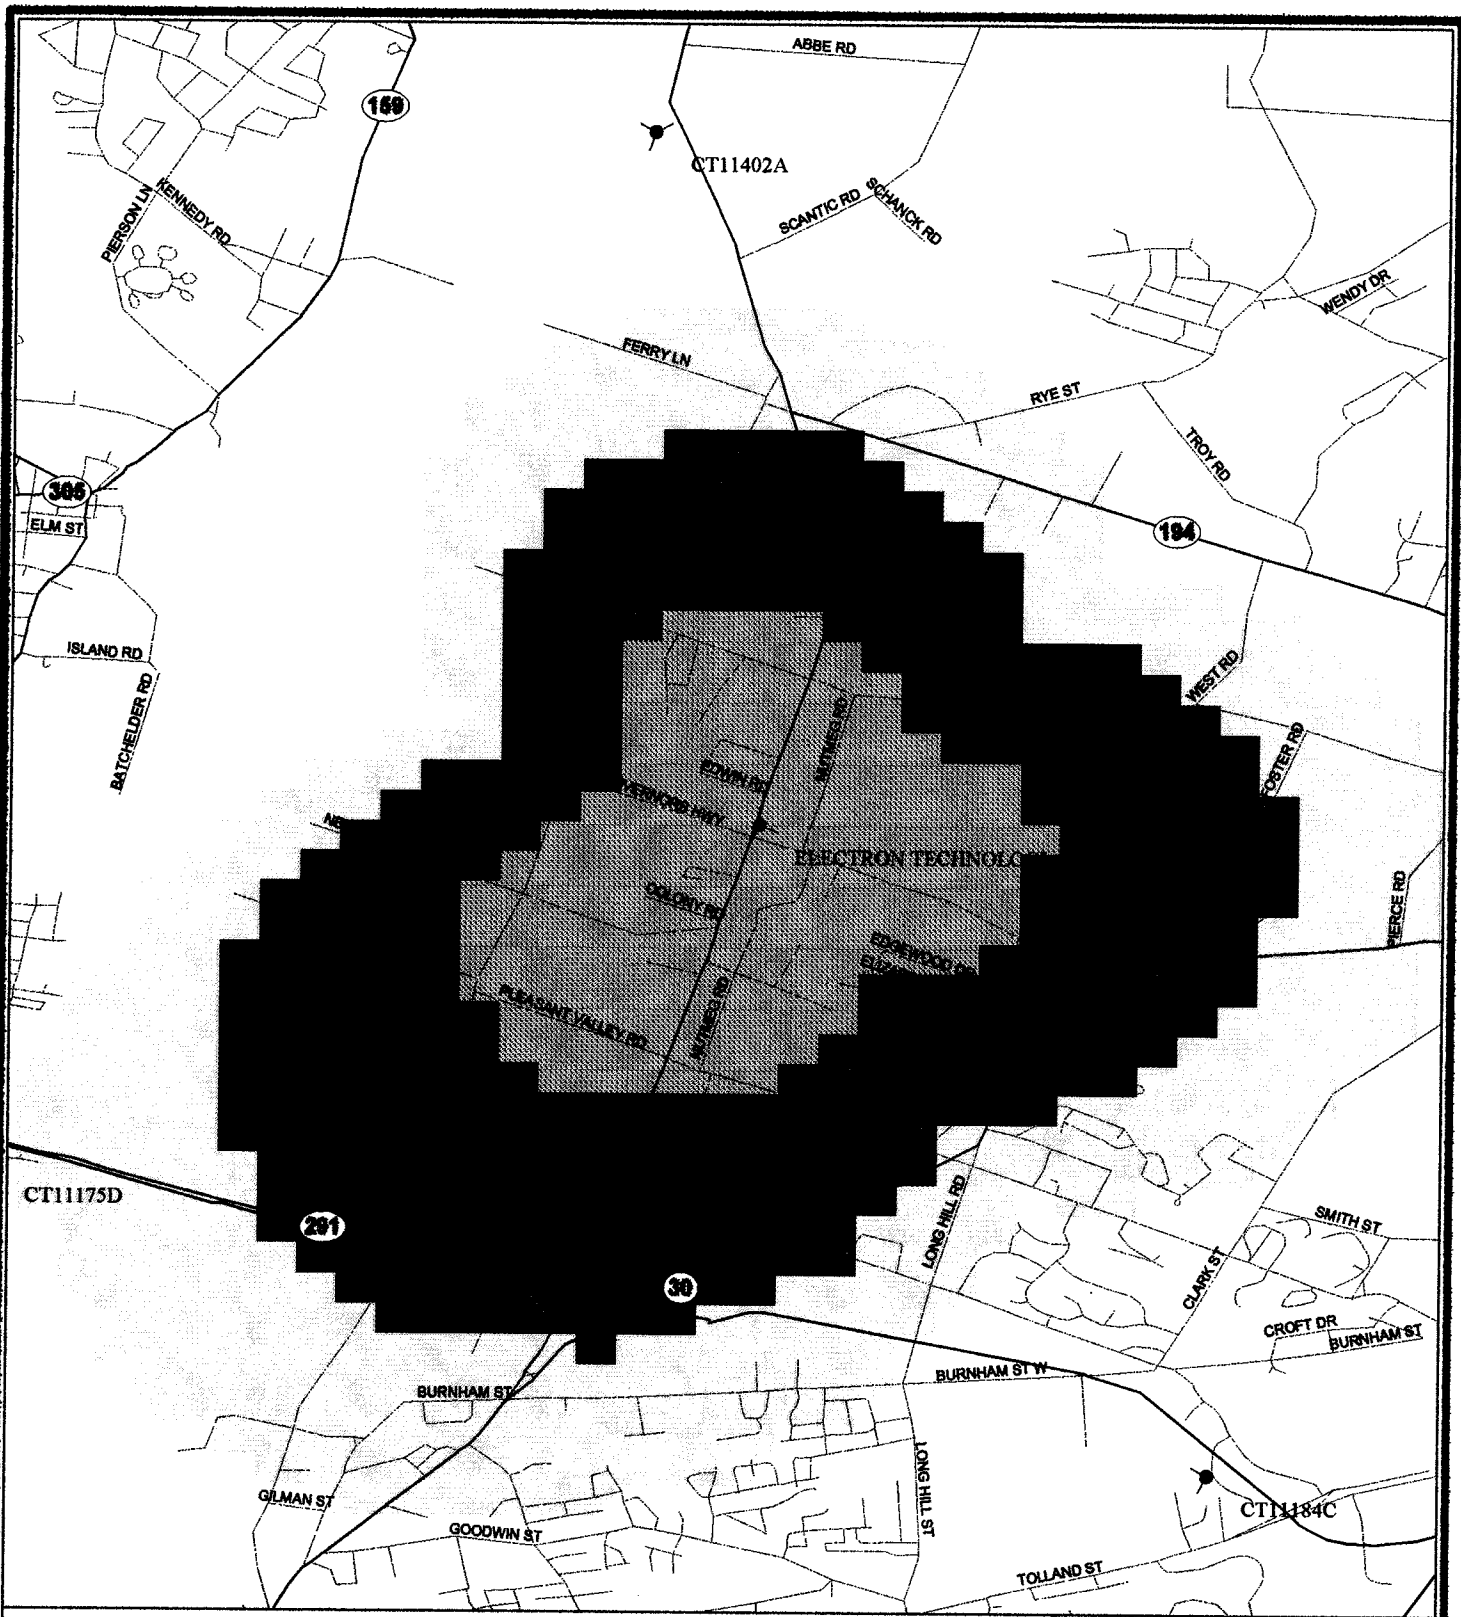 ABBE RD
159
CT11402A
PIERSON LN
KENNEDY RD
SCANTIC RD
SCHANCK RD
WENDY DR
FERRY LN
RYE ST
TROY RD
305
ELM ST
194
ISLAND RD
BATCHELDER RD
WEST RD
FOSTER RD
NUTMEG RD
EDWIN RD
VERNORS HWY
ELECTRON TECHNOLO
COLONY RD
PIERCE RD
EDGEWOOD
PLEASANT VALLEY RD
NUTMEG RD
CT11175D
291
LONG HILL RD
SMITH ST
CLARK ST
30
CROFT DR
BURNHAM ST
BURNHAM ST W
BURNHAM ST
LONG HILL ST
GILMAN ST
GOODWIN ST
CT11184C
TOLLAND ST